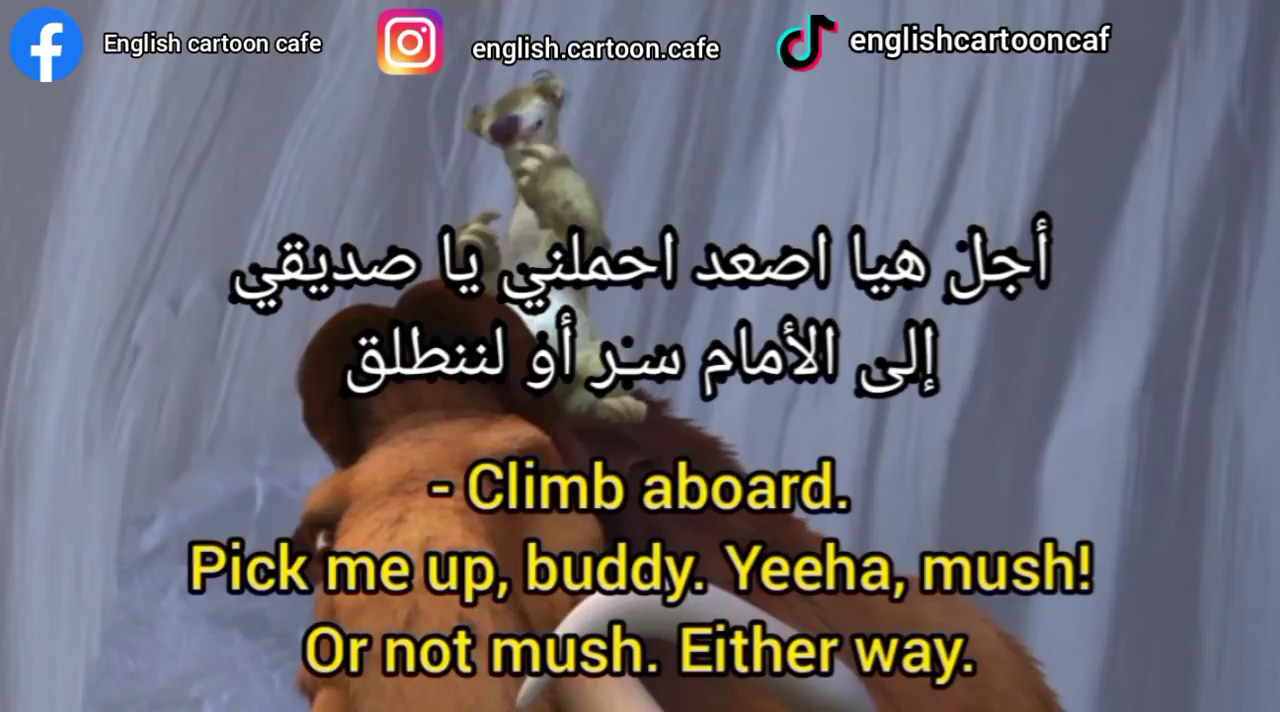 English cartoon cafe
english.cartoon.cafe
englishcartooncaf
أجل هيا اصعد احملني يا صديقي
إلى الأمام سر أو لننطلق
- Climb aboard.
Pick me up, buddy. Yeeha, mush!
Or not mush. Either way.